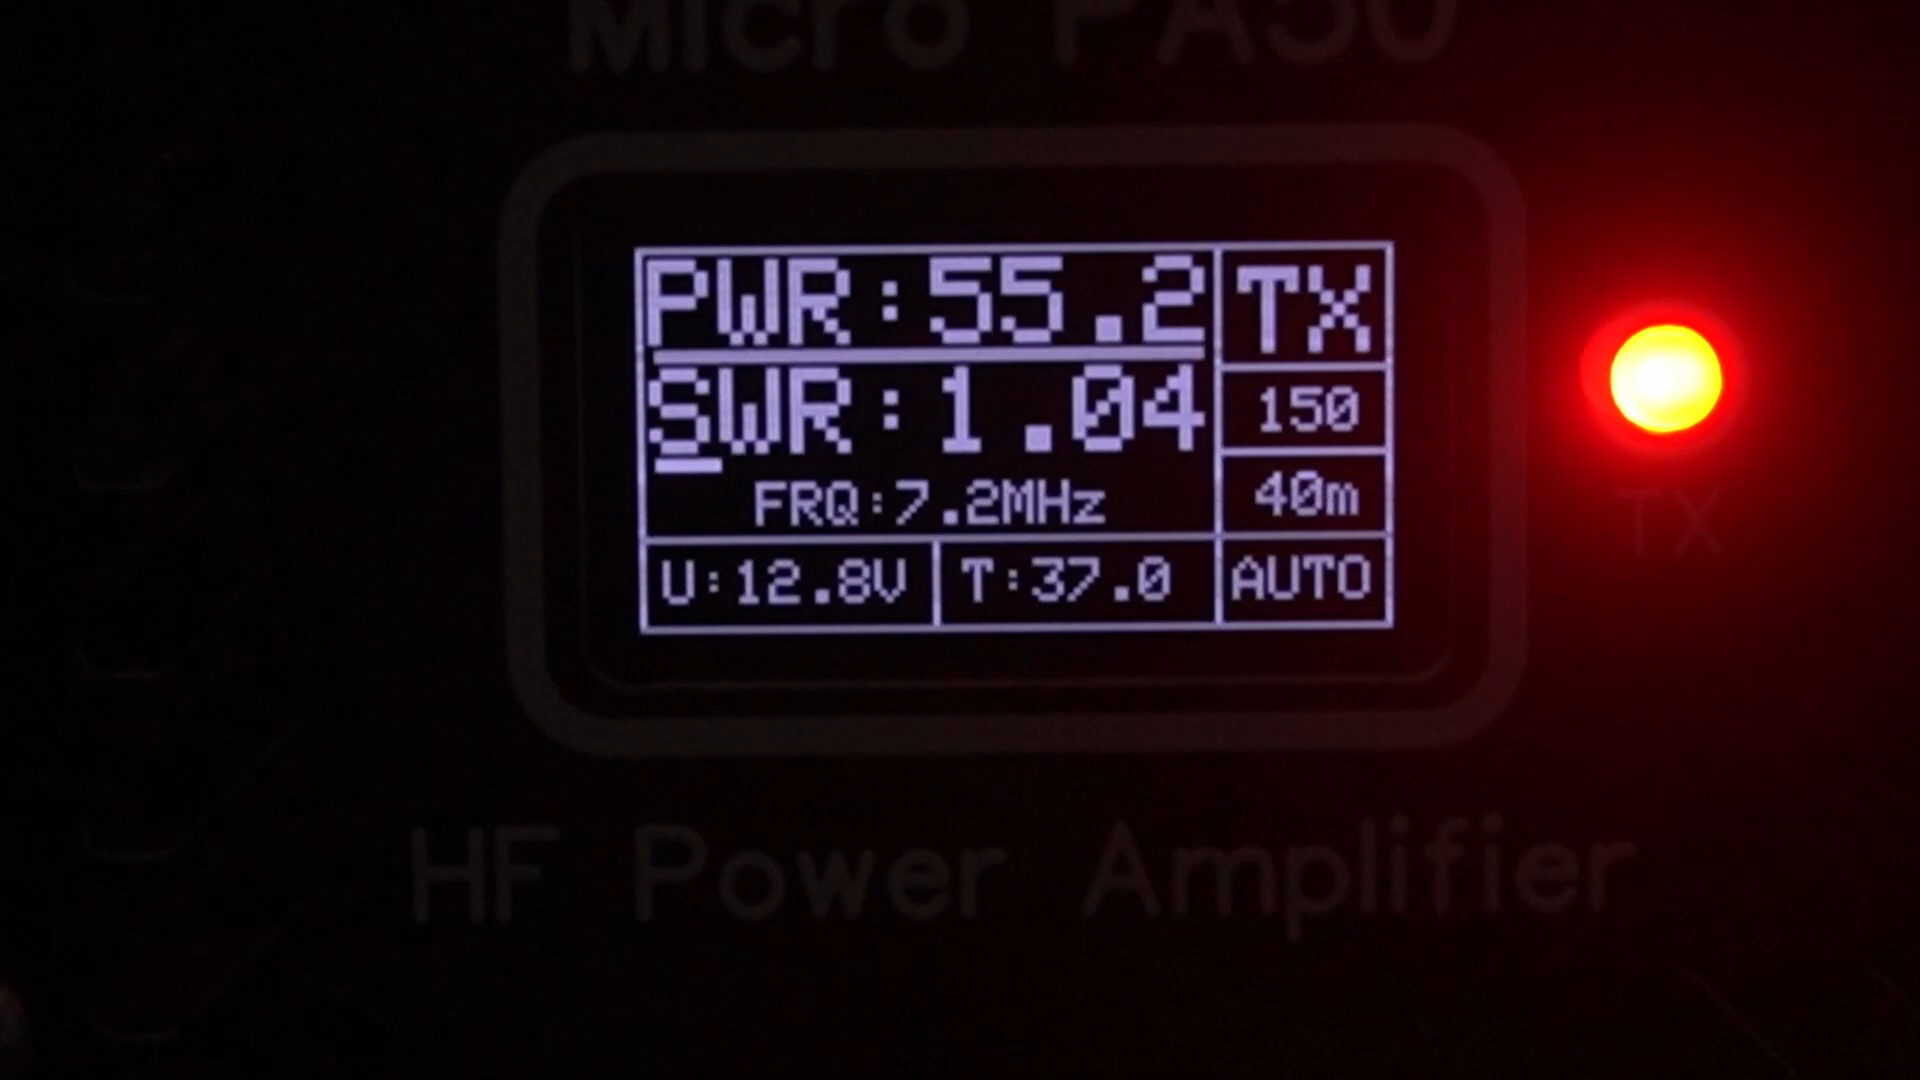 Micro PA50
PWR:55.2
TX
SWR:1.04
150
FRQ:7.2MHz
40m
U:12.8V
T:37.0
AUTO
TX
HF Power Amplifier